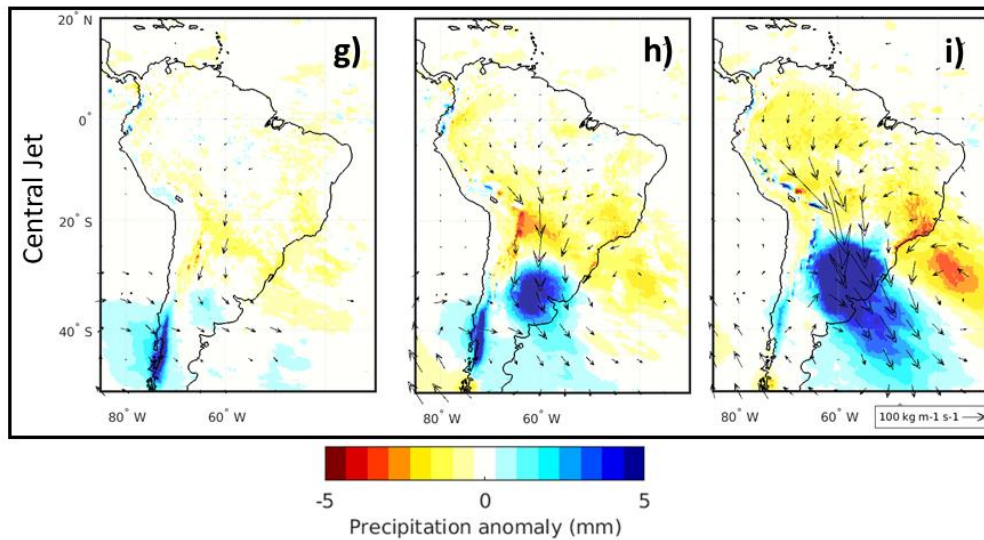 20° N
g)
h)
i)
0°
20° S
40° S
Central Jet
80° W
60° W
80° W
60° W
80° W
60° W
100 kg m-1 s-1
-5
0
5
Precipitation anomaly (mm)